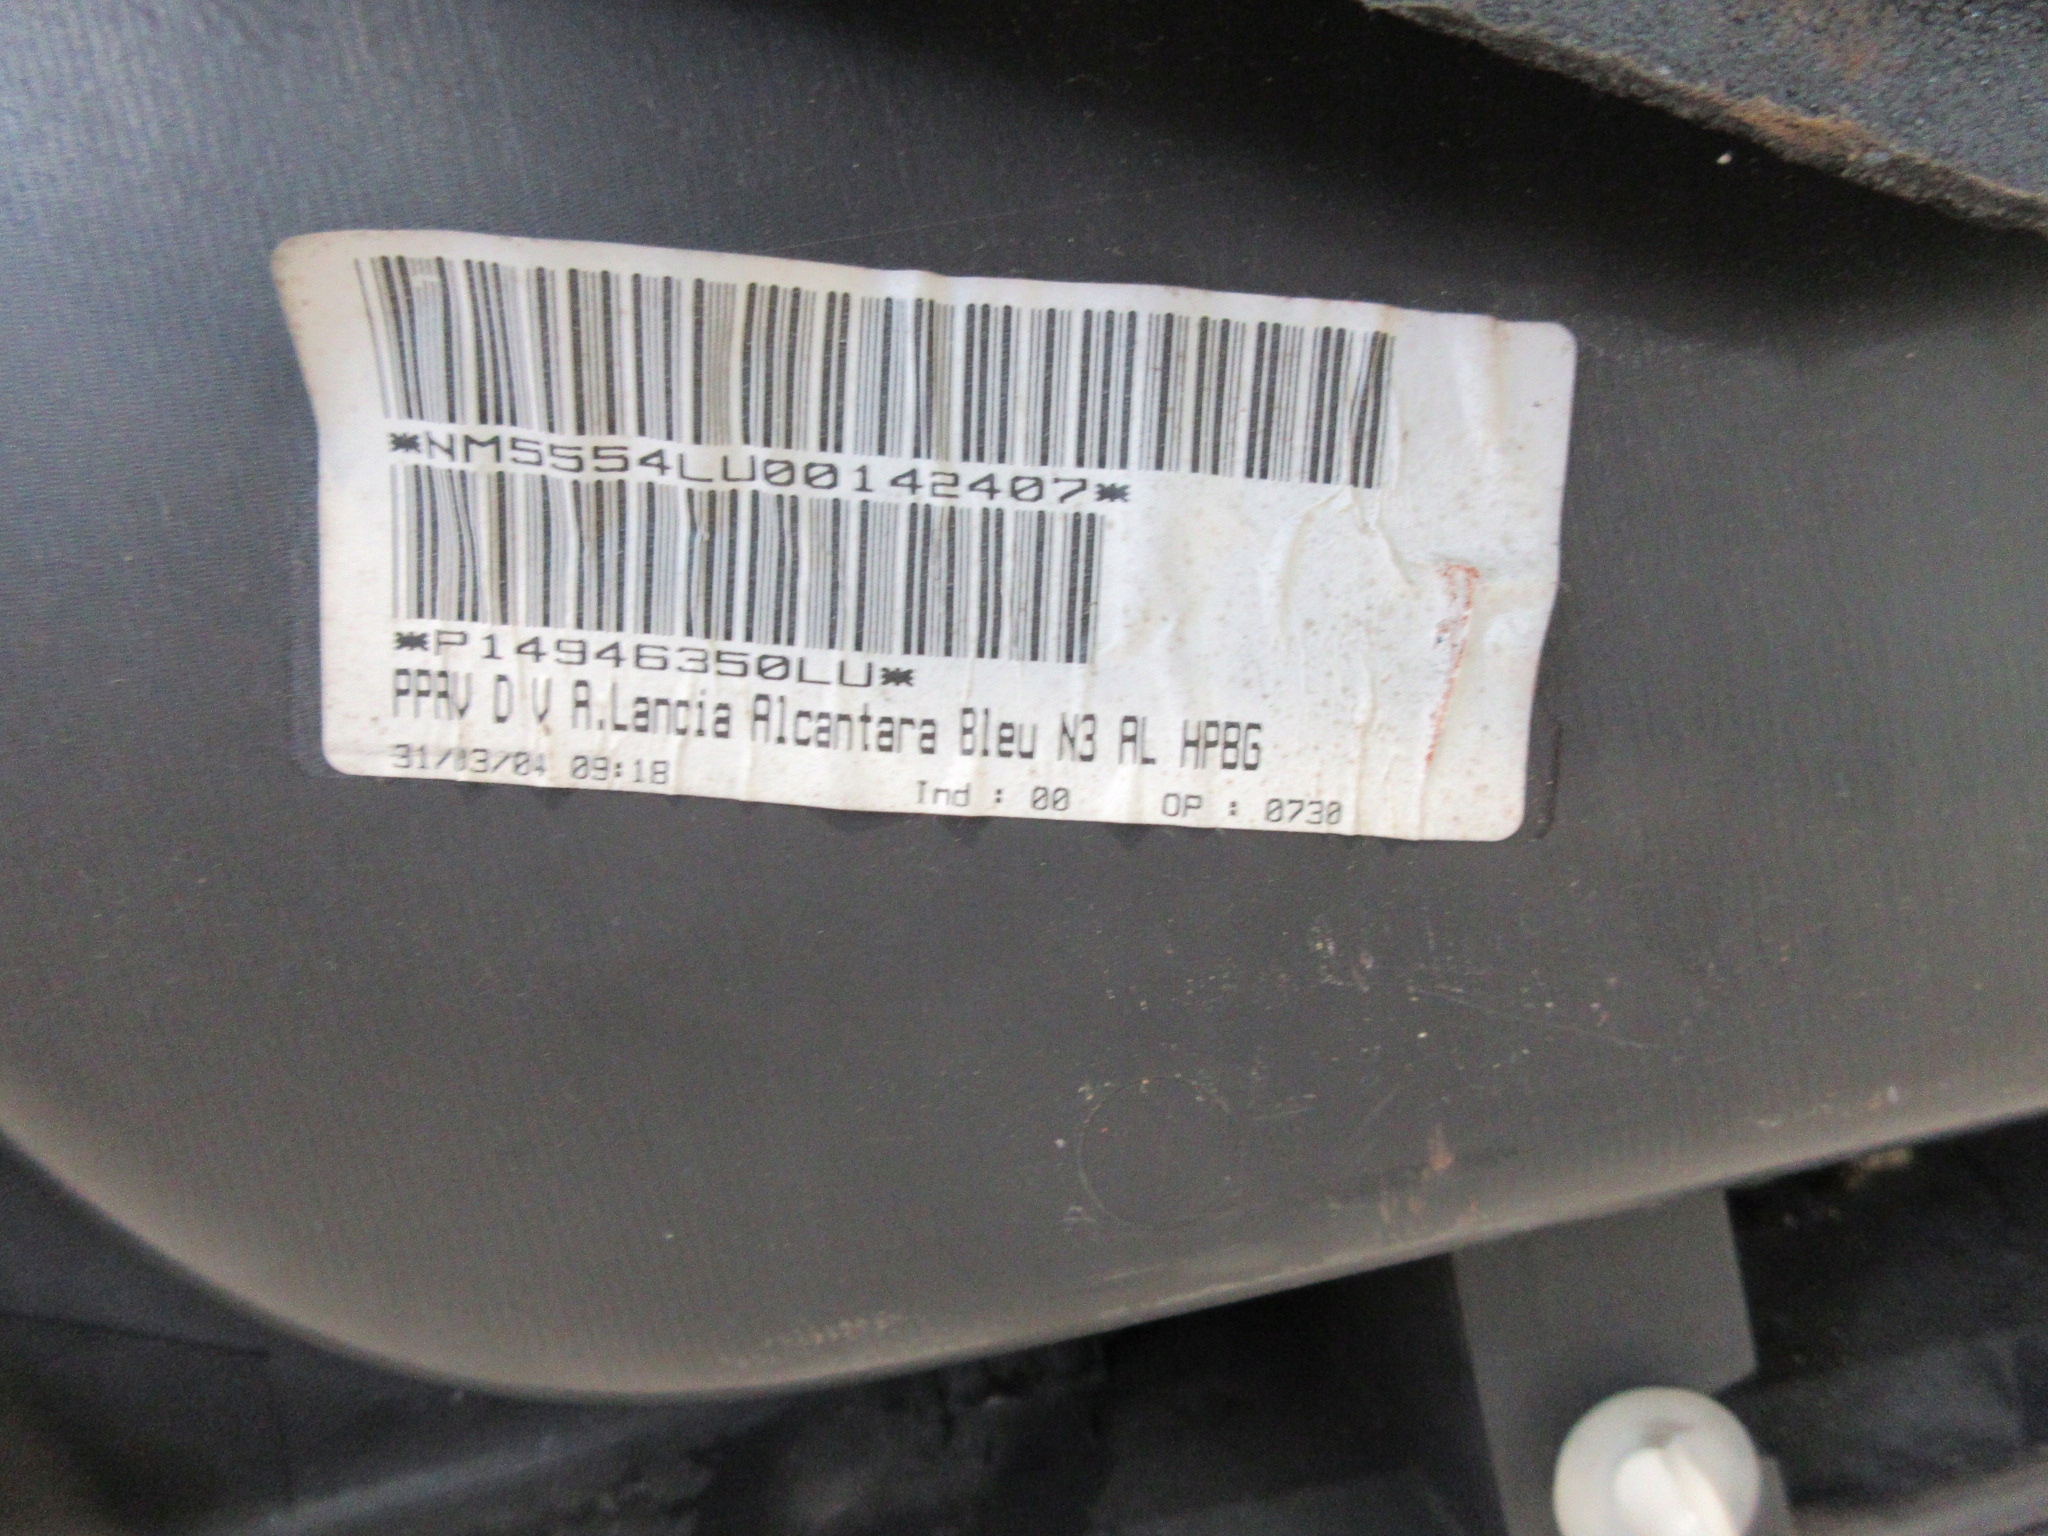 *NM5554LU00142407*
*P14946350LU*
PPAV D V A.Lancia Alcantara Bleu N3 AL HPBG
31/03/04 09:18
Ind : 00 OP : 0730